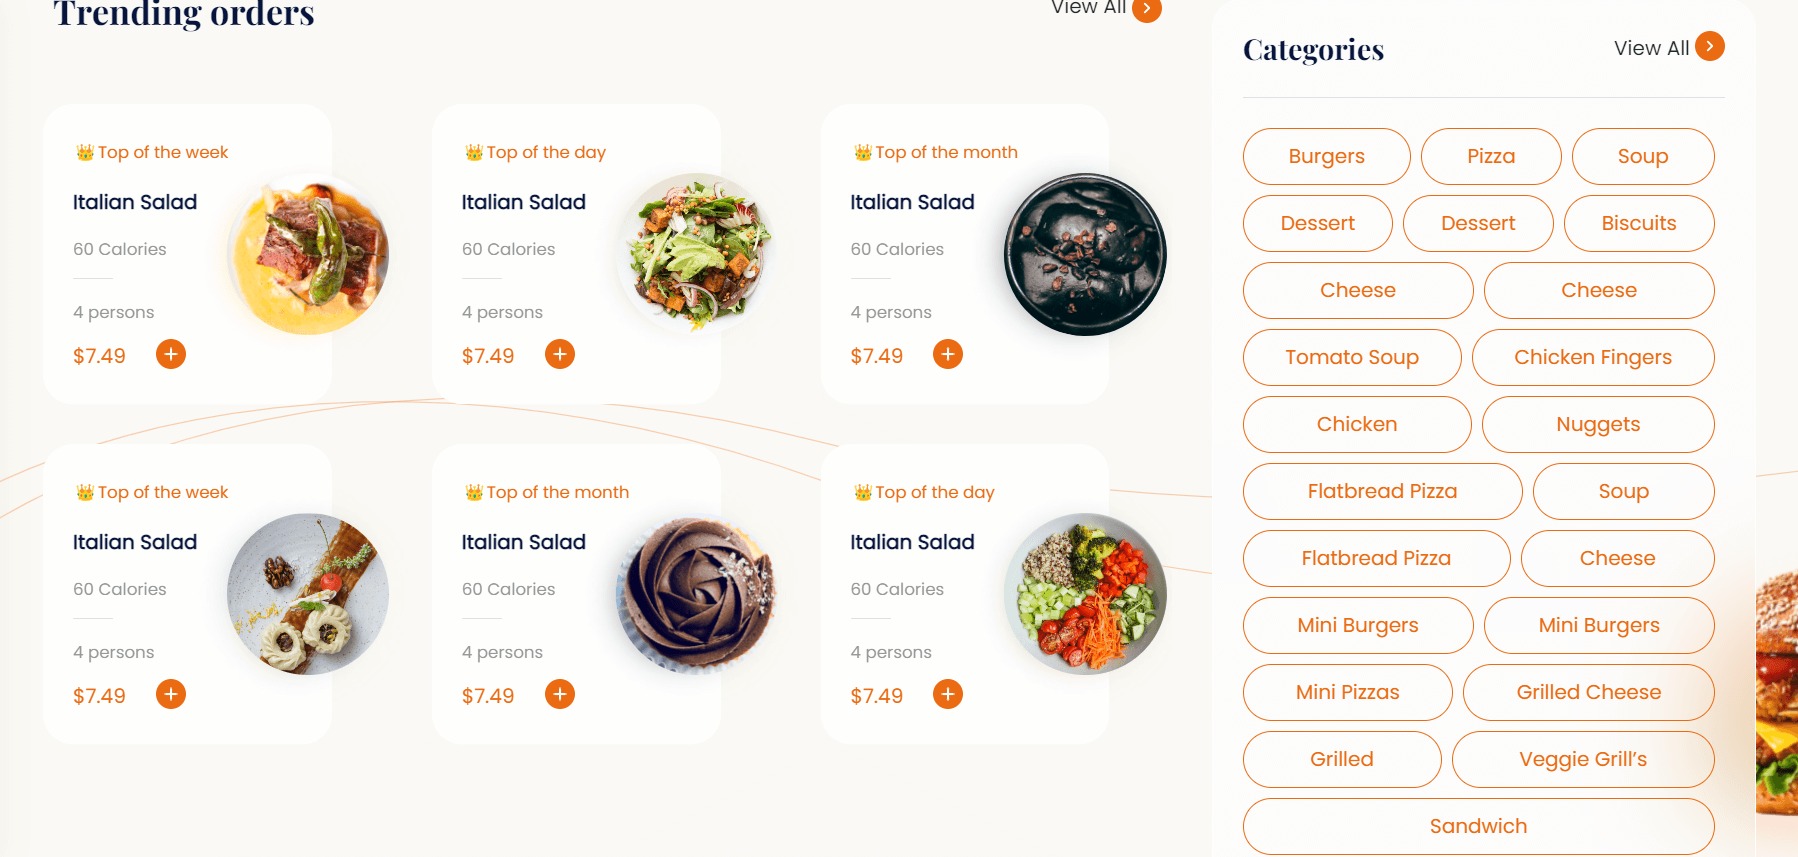 Trending orders
View All
👑 Top of the week
Italian Salad
60 Calories
4 persons
$7.49
👑 Top of the day
Italian Salad
60 Calories
4 persons
$7.49
👑 Top of the month
Italian Salad
60 Calories
4 persons
$7.49
👑 Top of the week
Italian Salad
60 Calories
4 persons
$7.49
👑 Top of the month
Italian Salad
60 Calories
4 persons
$7.49
👑 Top of the day
Italian Salad
60 Calories
4 persons
$7.49
Categories
View All
Burgers
Pizza
Soup
Dessert
Dessert
Biscuits
Cheese
Cheese
Tomato Soup
Chicken Fingers
Chicken
Nuggets
Flatbread Pizza
Soup
Flatbread Pizza
Cheese
Mini Burgers
Mini Burgers
Mini Pizzas
Grilled Cheese
Grilled
Veggie Grill’s
Sandwich